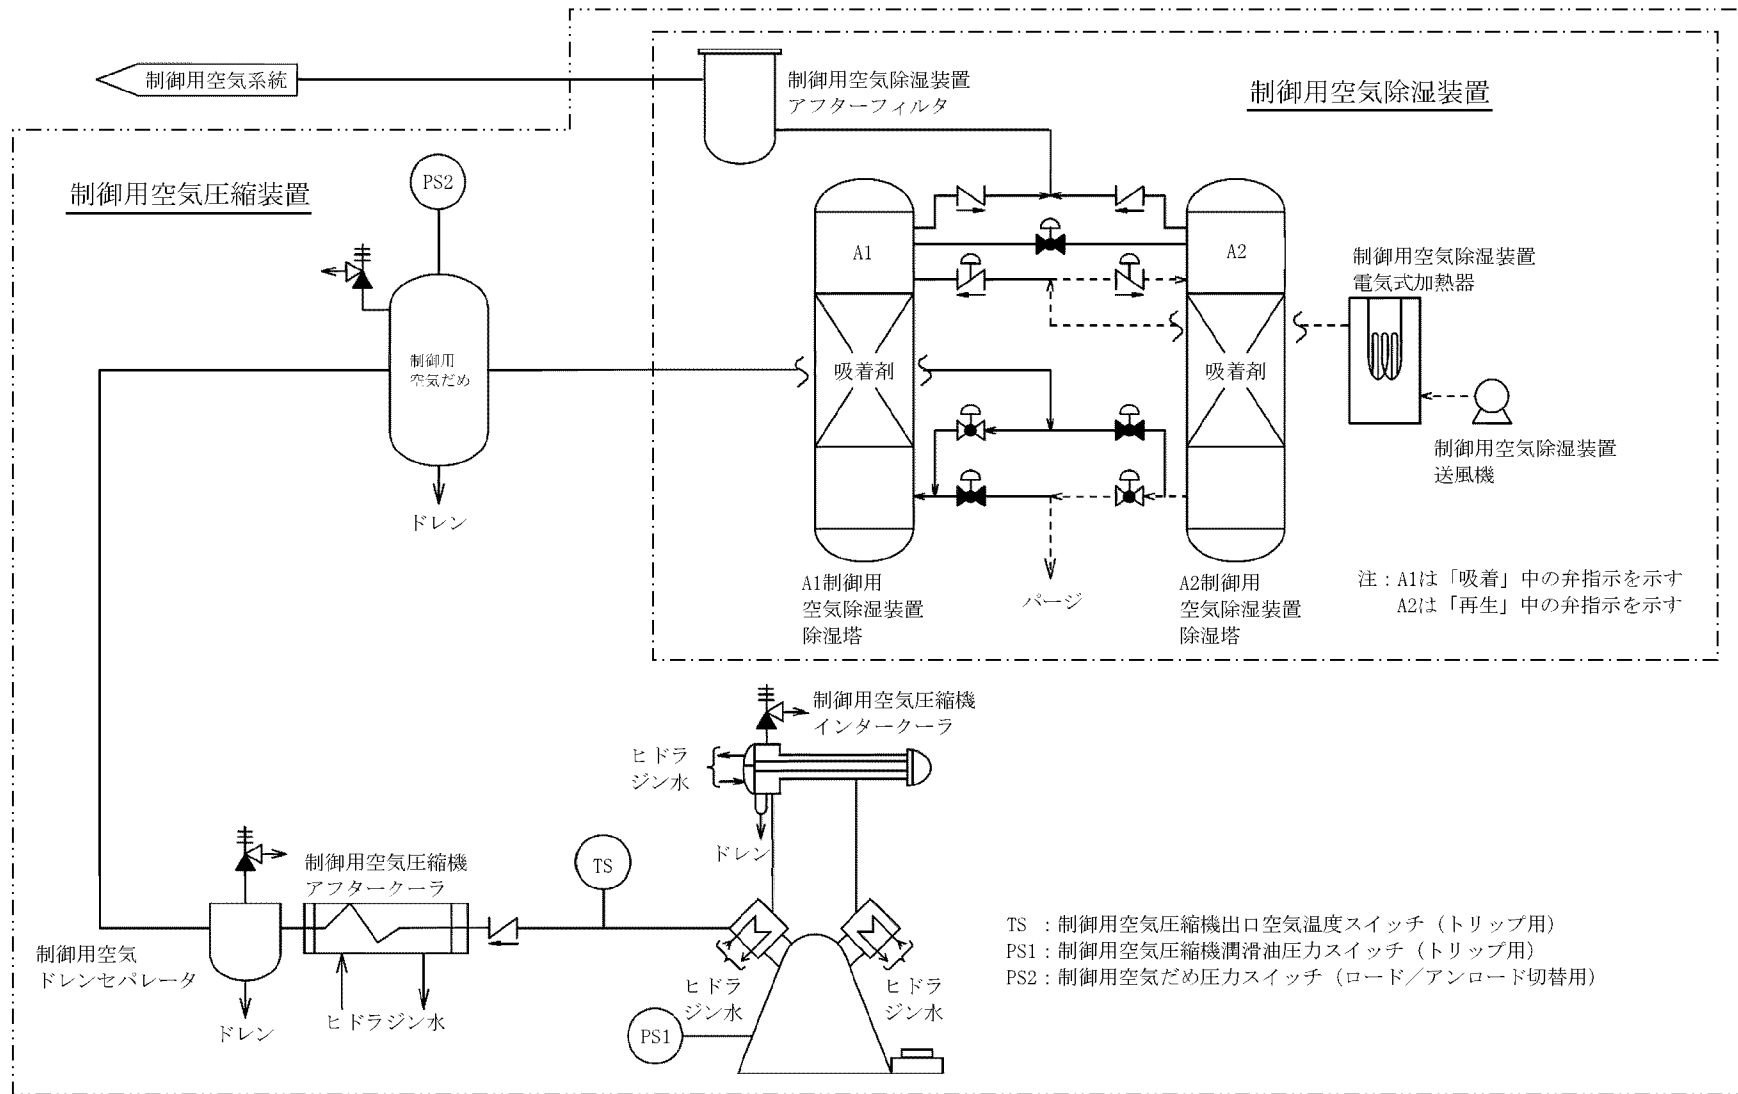 制御用空気系統
制御用空気除湿装置
アフターフィルタ
制御用空気除湿装置
制御用空気圧縮装置
PS2
A1
A2
制御用空気除湿装置
電気式加熱器
制御用
空気だめ
吸着剤
吸着剤
制御用空気除湿装置
送風機
ドレン
A1制御用
空気除湿装置
除湿塔
パージ
A2制御用
空気除湿装置
除湿塔
注：A1は「吸着」中の弁指示を示す
A2は「再生」中の弁指示を示す
制御用空気圧縮機
インタークーラ
ヒドラ
ジン水
ドレン
制御用空気圧縮機
アフタークーラ
TS
制御用空気
ドレンセパレータ
ドレン
ヒドラジン水
ヒドラ
ジン水
ヒドラ
ジン水
PS1
TS ：制御用空気圧縮機出口空気温度スイッチ（トリップ用）
PS1：制御用空気圧縮機潤滑油圧力スイッチ（トリップ用）
PS2：制御用空気だめ圧力スイッチ（ロード／アンロード切替用）